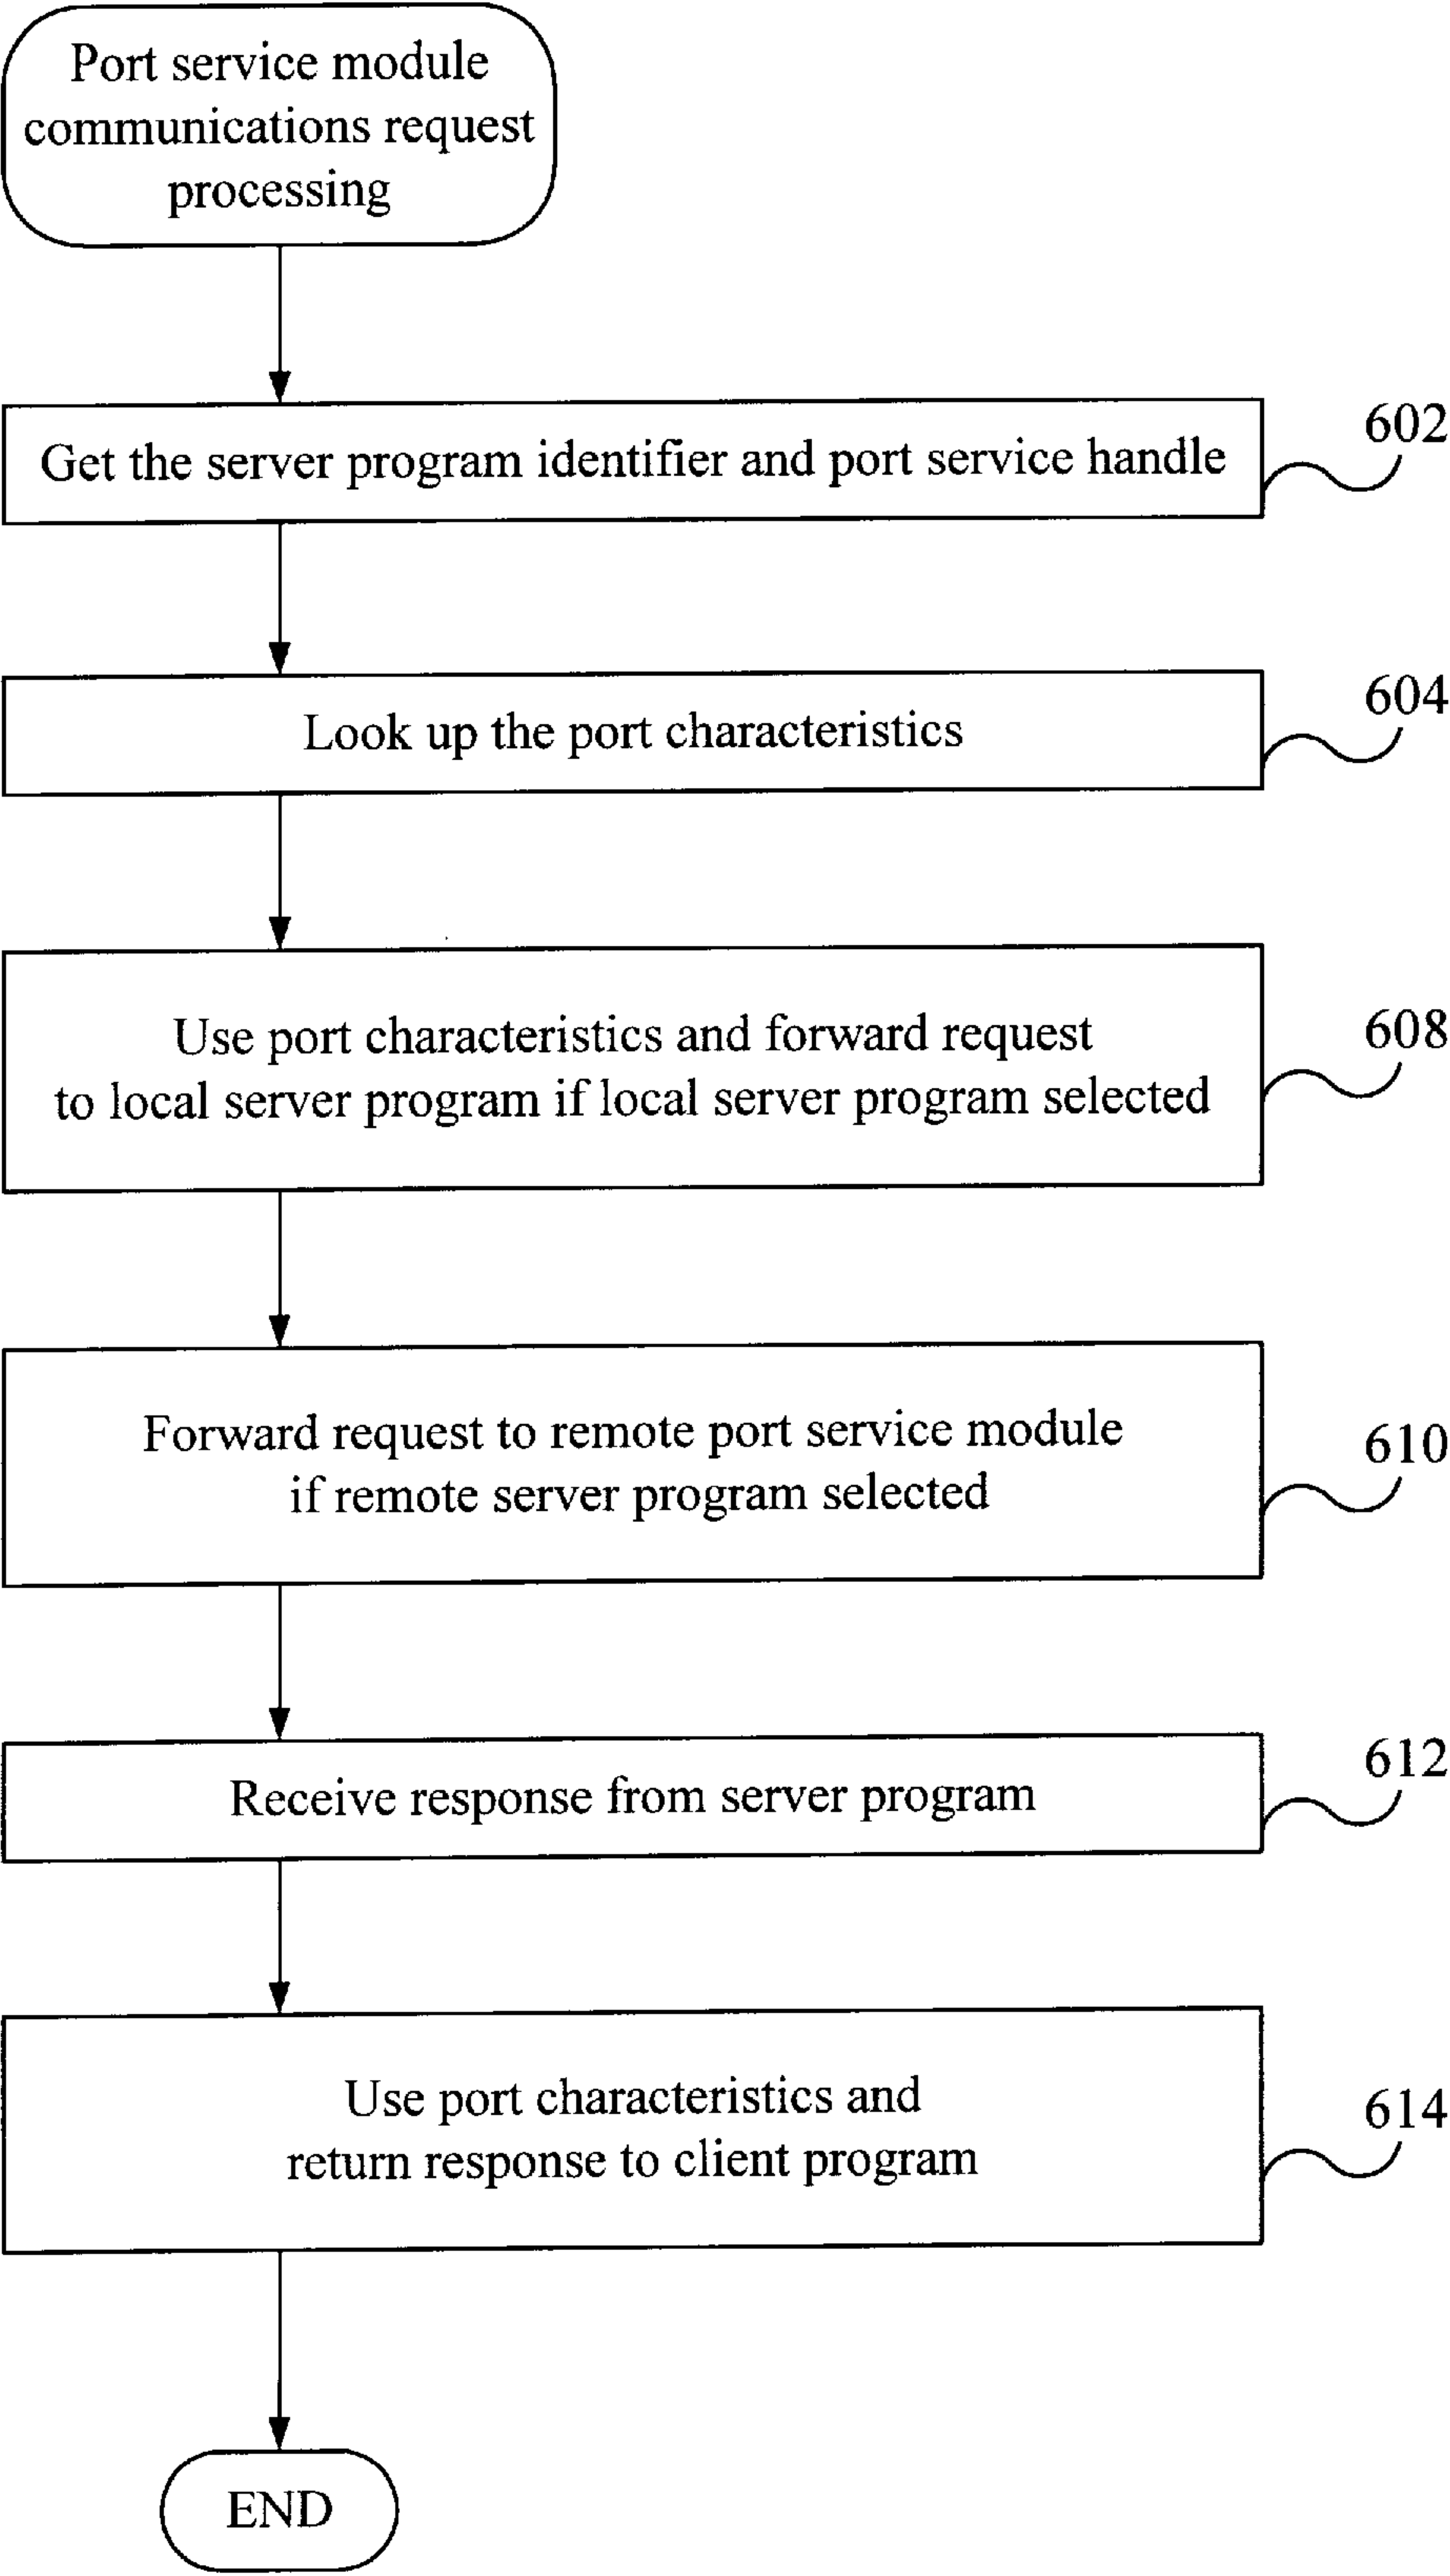 Port service module
communications request
processing
Get the server program identifier and port service handle
602
Look up the port characteristics
604
Use port characteristics and forward request
to local server program if local server program selected
608
Forward request to remote port service module
if remote server program selected
610
Receive response from server program
612
Use port characteristics and
return response to client program
614
END